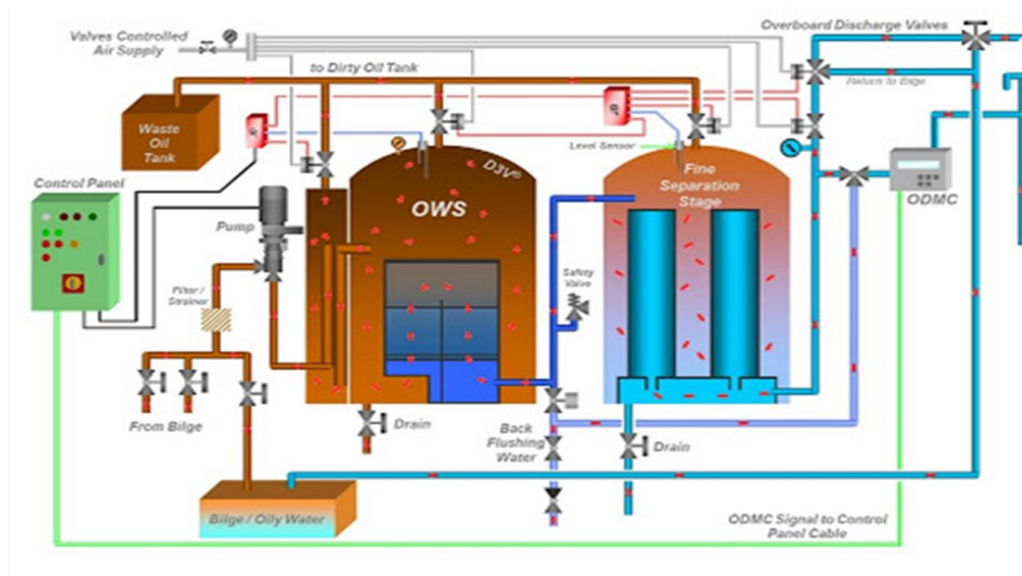 Valves Controlled
Air Supply
Overboard Discharge Valves
to Dirty Oil Tank
Return to Bilge
Waste
Oil
Tank
Level Sensor
D3V
Fine
Separation
Stage
Control Panel
OWS
ODMC
Pump
Safety
Valve
Filter /
Strainer
From Bilge
Drain
Back
Flushing
Water
Drain
Bilge / Oily Water
ODMC Signal to Control
Panel Cable